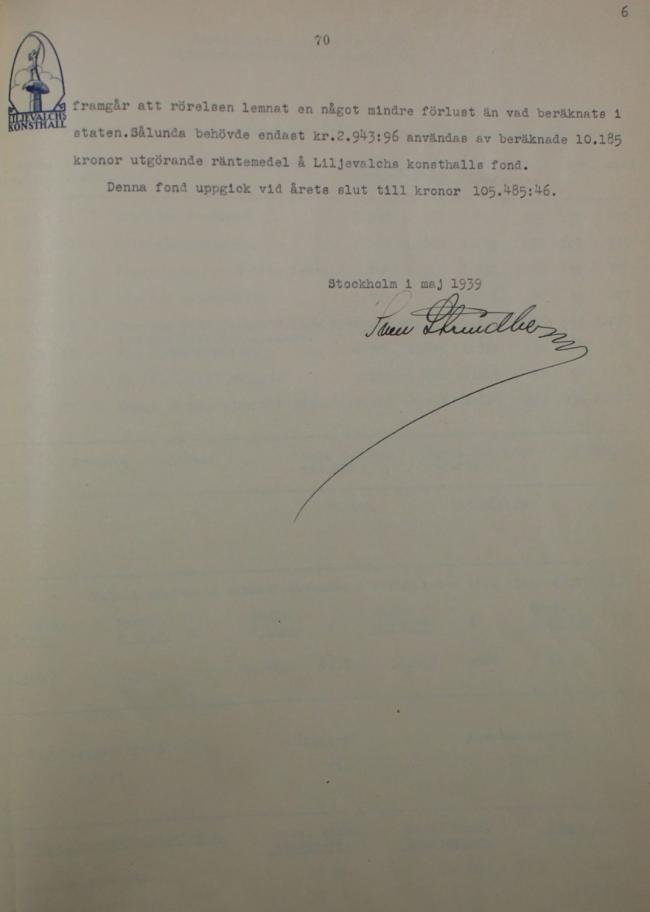 6
70
LILJEVALCHS
KONSTHALL
framgår att rörelsen lemnat en något mindre förlust än vad beräknats i
staten.Sålunda behövde endast kr.2.943:96 användas av beräknade 10.185
kronor utgörande räntemedel å Liljevalchs konsthalls fond.
Denna fond uppgick vid årets slut till kronor 105.485:46.
Stockholm i maj 1939
Sven Strindberg